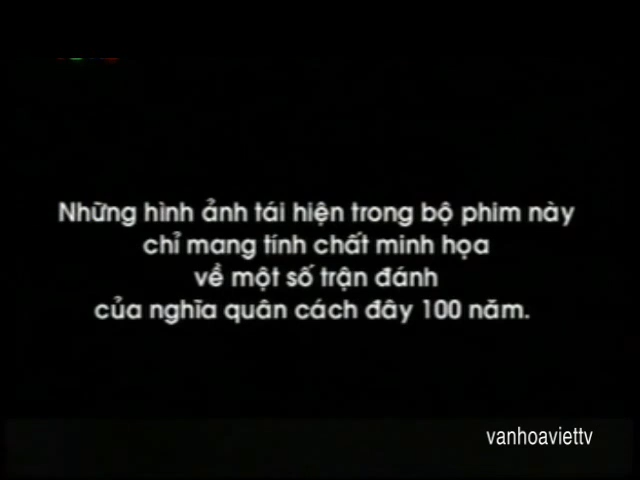 Những hình ảnh tái hiện trong bộ phim này
chỉ mang tính chất minh họa
về một số trận đánh
của nghĩa quân cách đây 100 năm.
vanhoaviettv